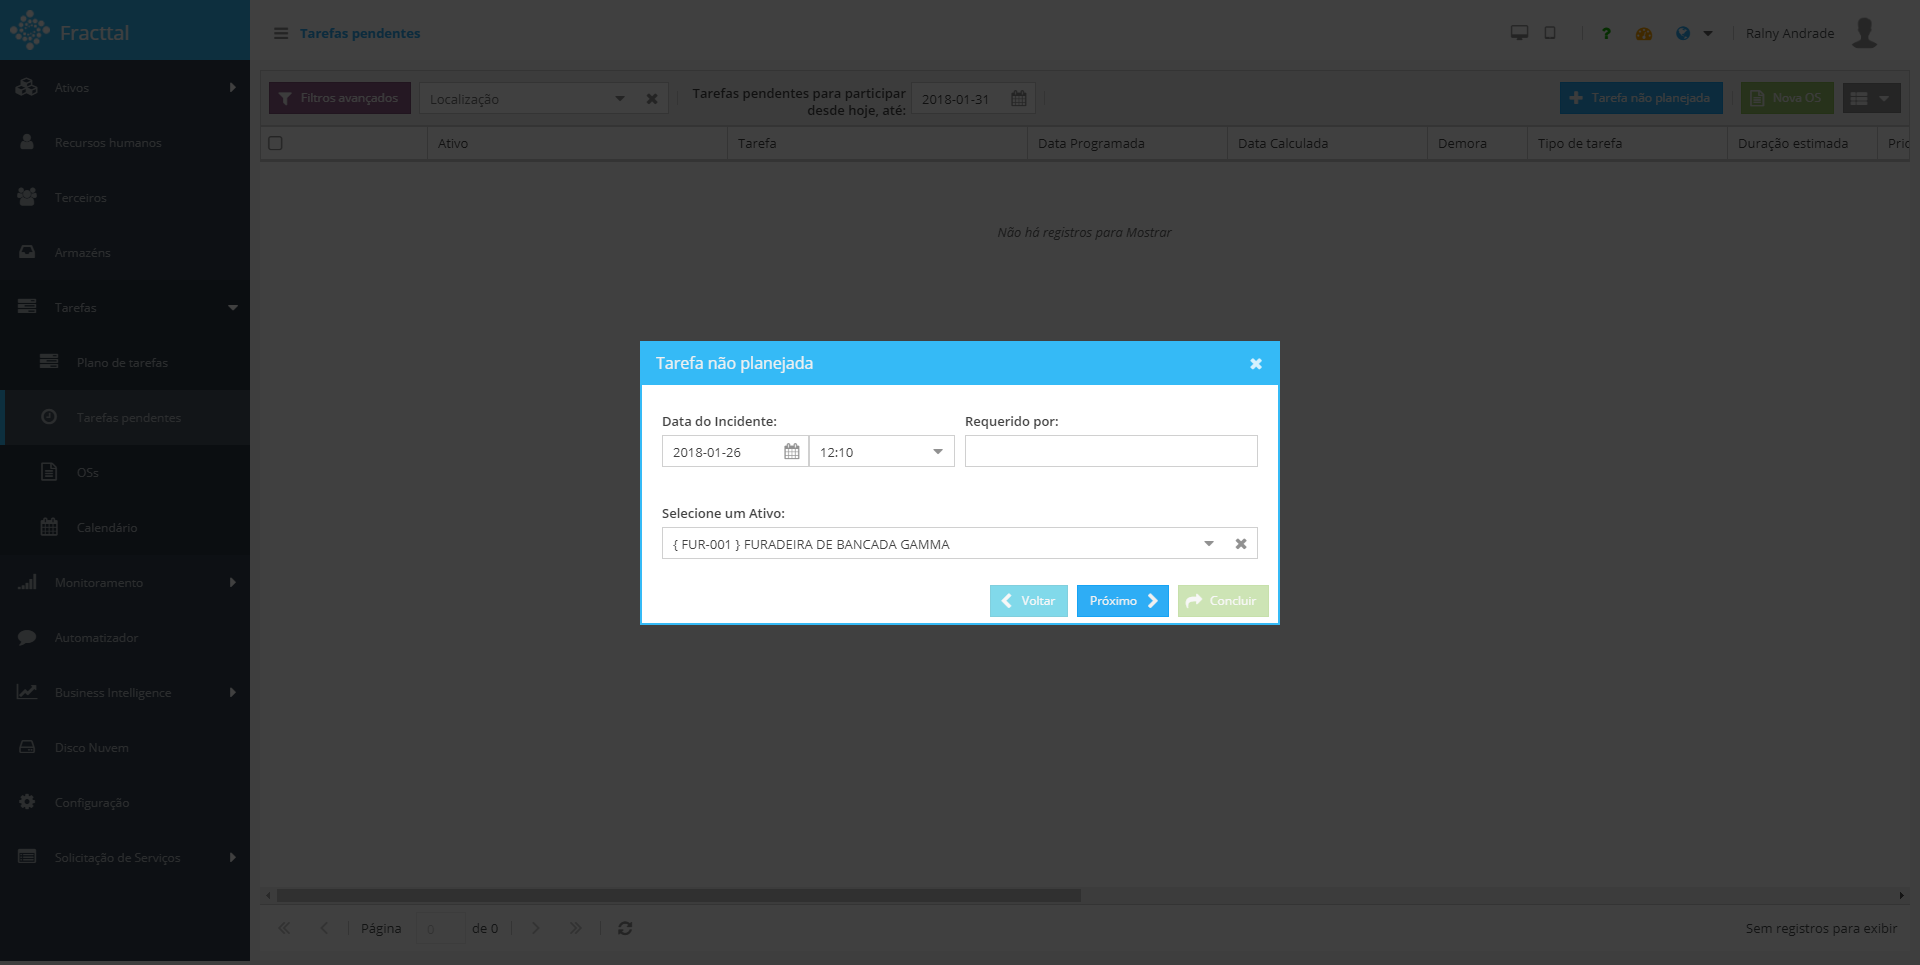 Fracttal
Tarefas pendentes
?
Ralny Andrade
Ativos
Recursos humanos
Terceiros
Armazéns
Tarefas
Plano de tarefas
Tarefas pendentes
OSs
Calendário
Monitoramento
Automatizador
Business Intelligence
Disco Nuvem
Configuração
Solicitação de Serviços
Filtros avançados
Localização
Tarefas pendentes para participar
desde hoje, até:
2018-01-31
Tarefa não planejada
Nova OS
Ativo
Tarefa
Data Programada
Data Calculada
Demora
Tipo de tarefa
Duração estimada
Pric
Não há registros para Mostrar
Tarefa não planejada
Data do Incidente:
Requerido por:
2018-01-26
12:10
Selecione um Ativo:
{ FUR-001 } FURADEIRA DE BANCADA GAMMA
Voltar
Próximo
Concluir
Página
0
de 0
Sem registros para exibir